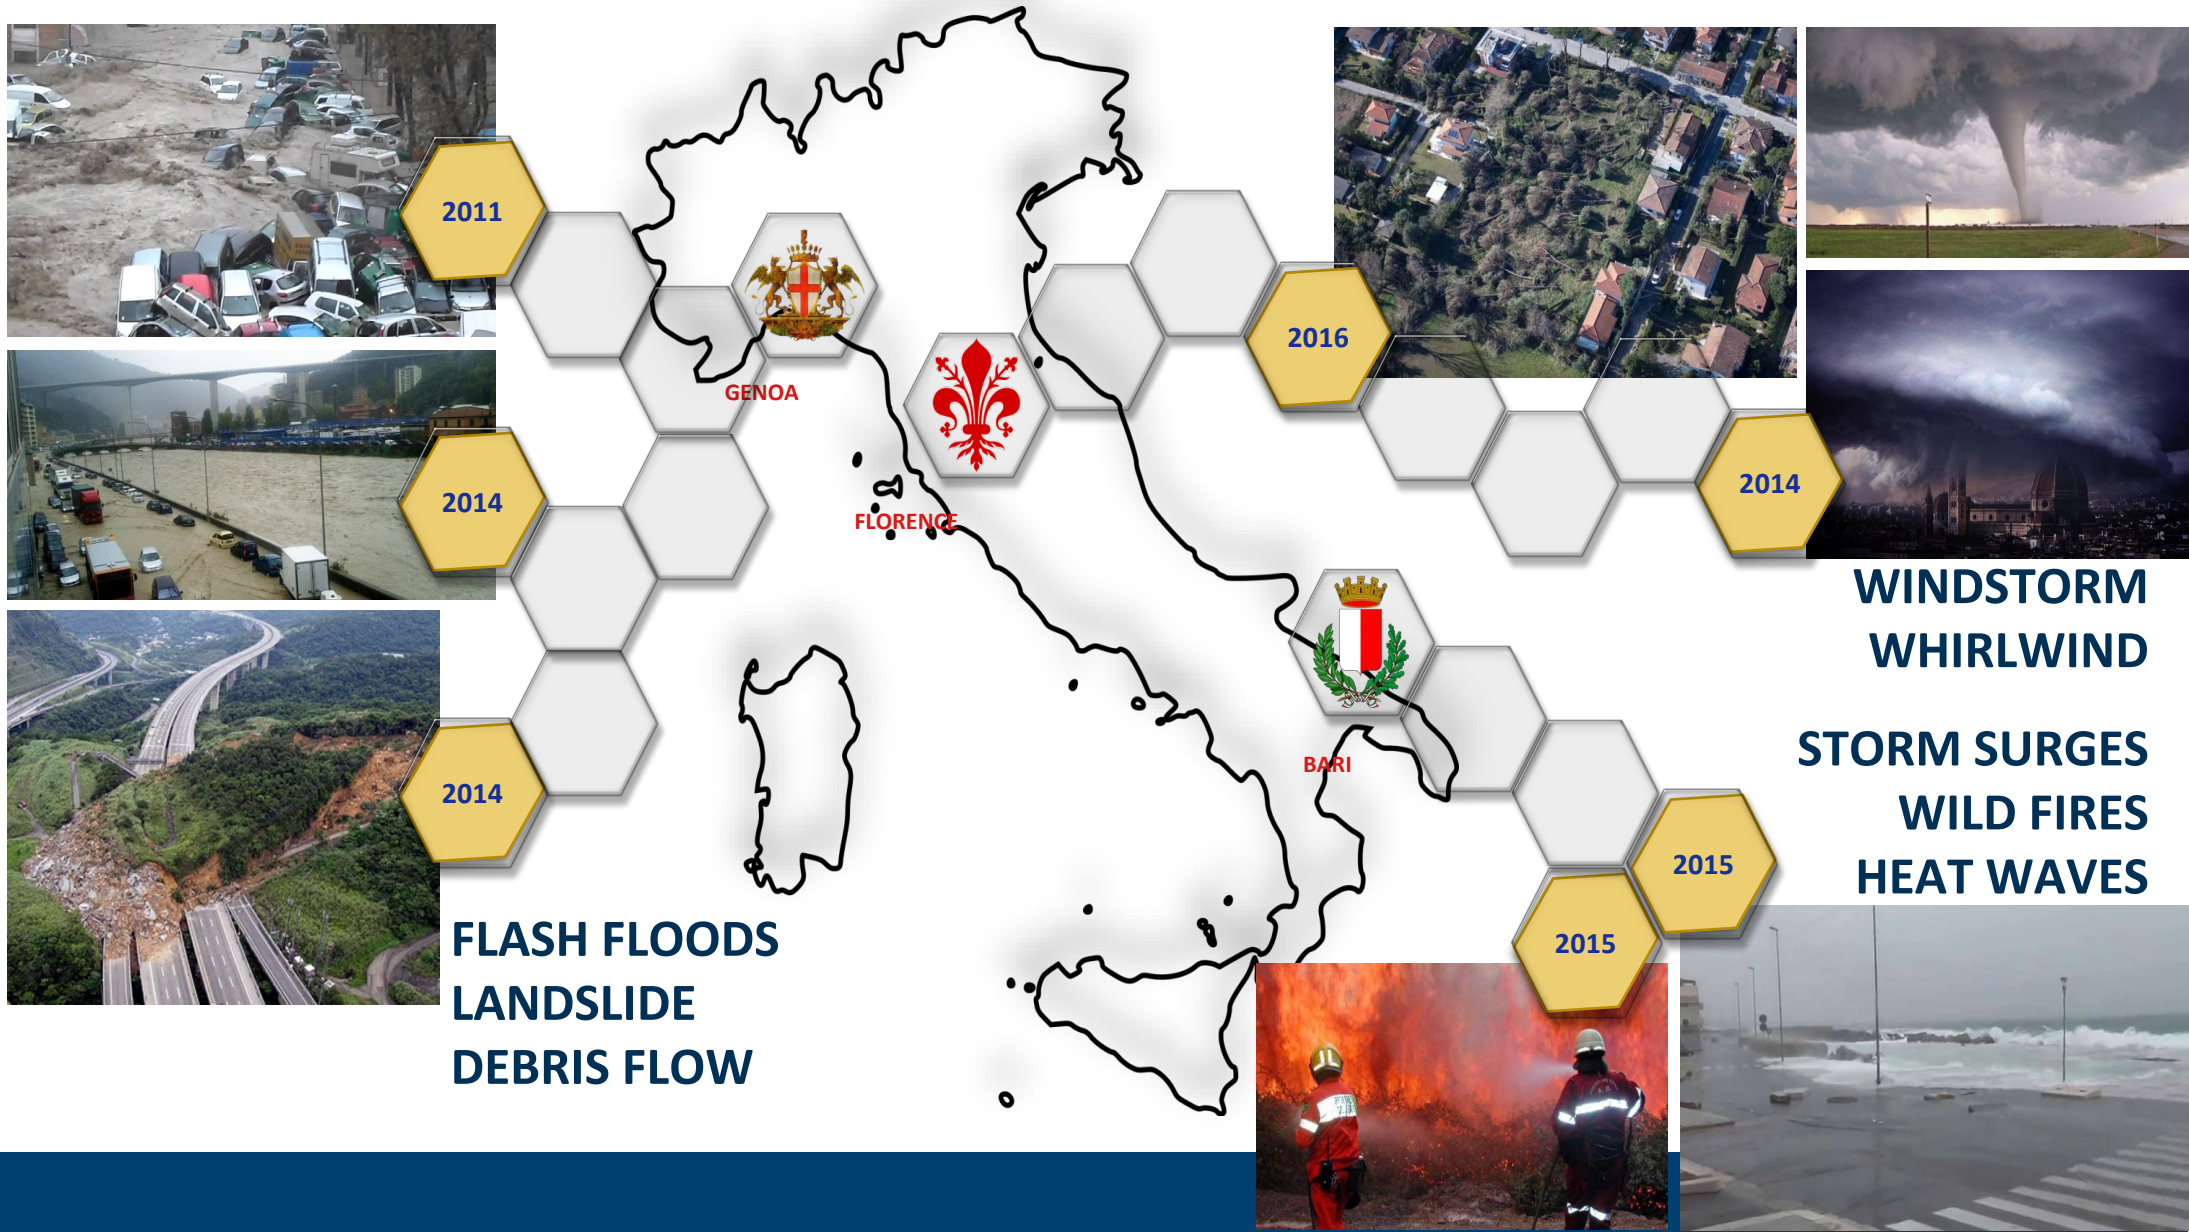 2011
GENOA
2014
2014
FLASH FLOODS
LANDSLIDE
DEBRIS FLOW
FLORENCE
2016
2014
WINDSTORM
WHIRLWIND
BARI
STORM SURGES
WILD FIRES
HEAT WAVES
2015
2015